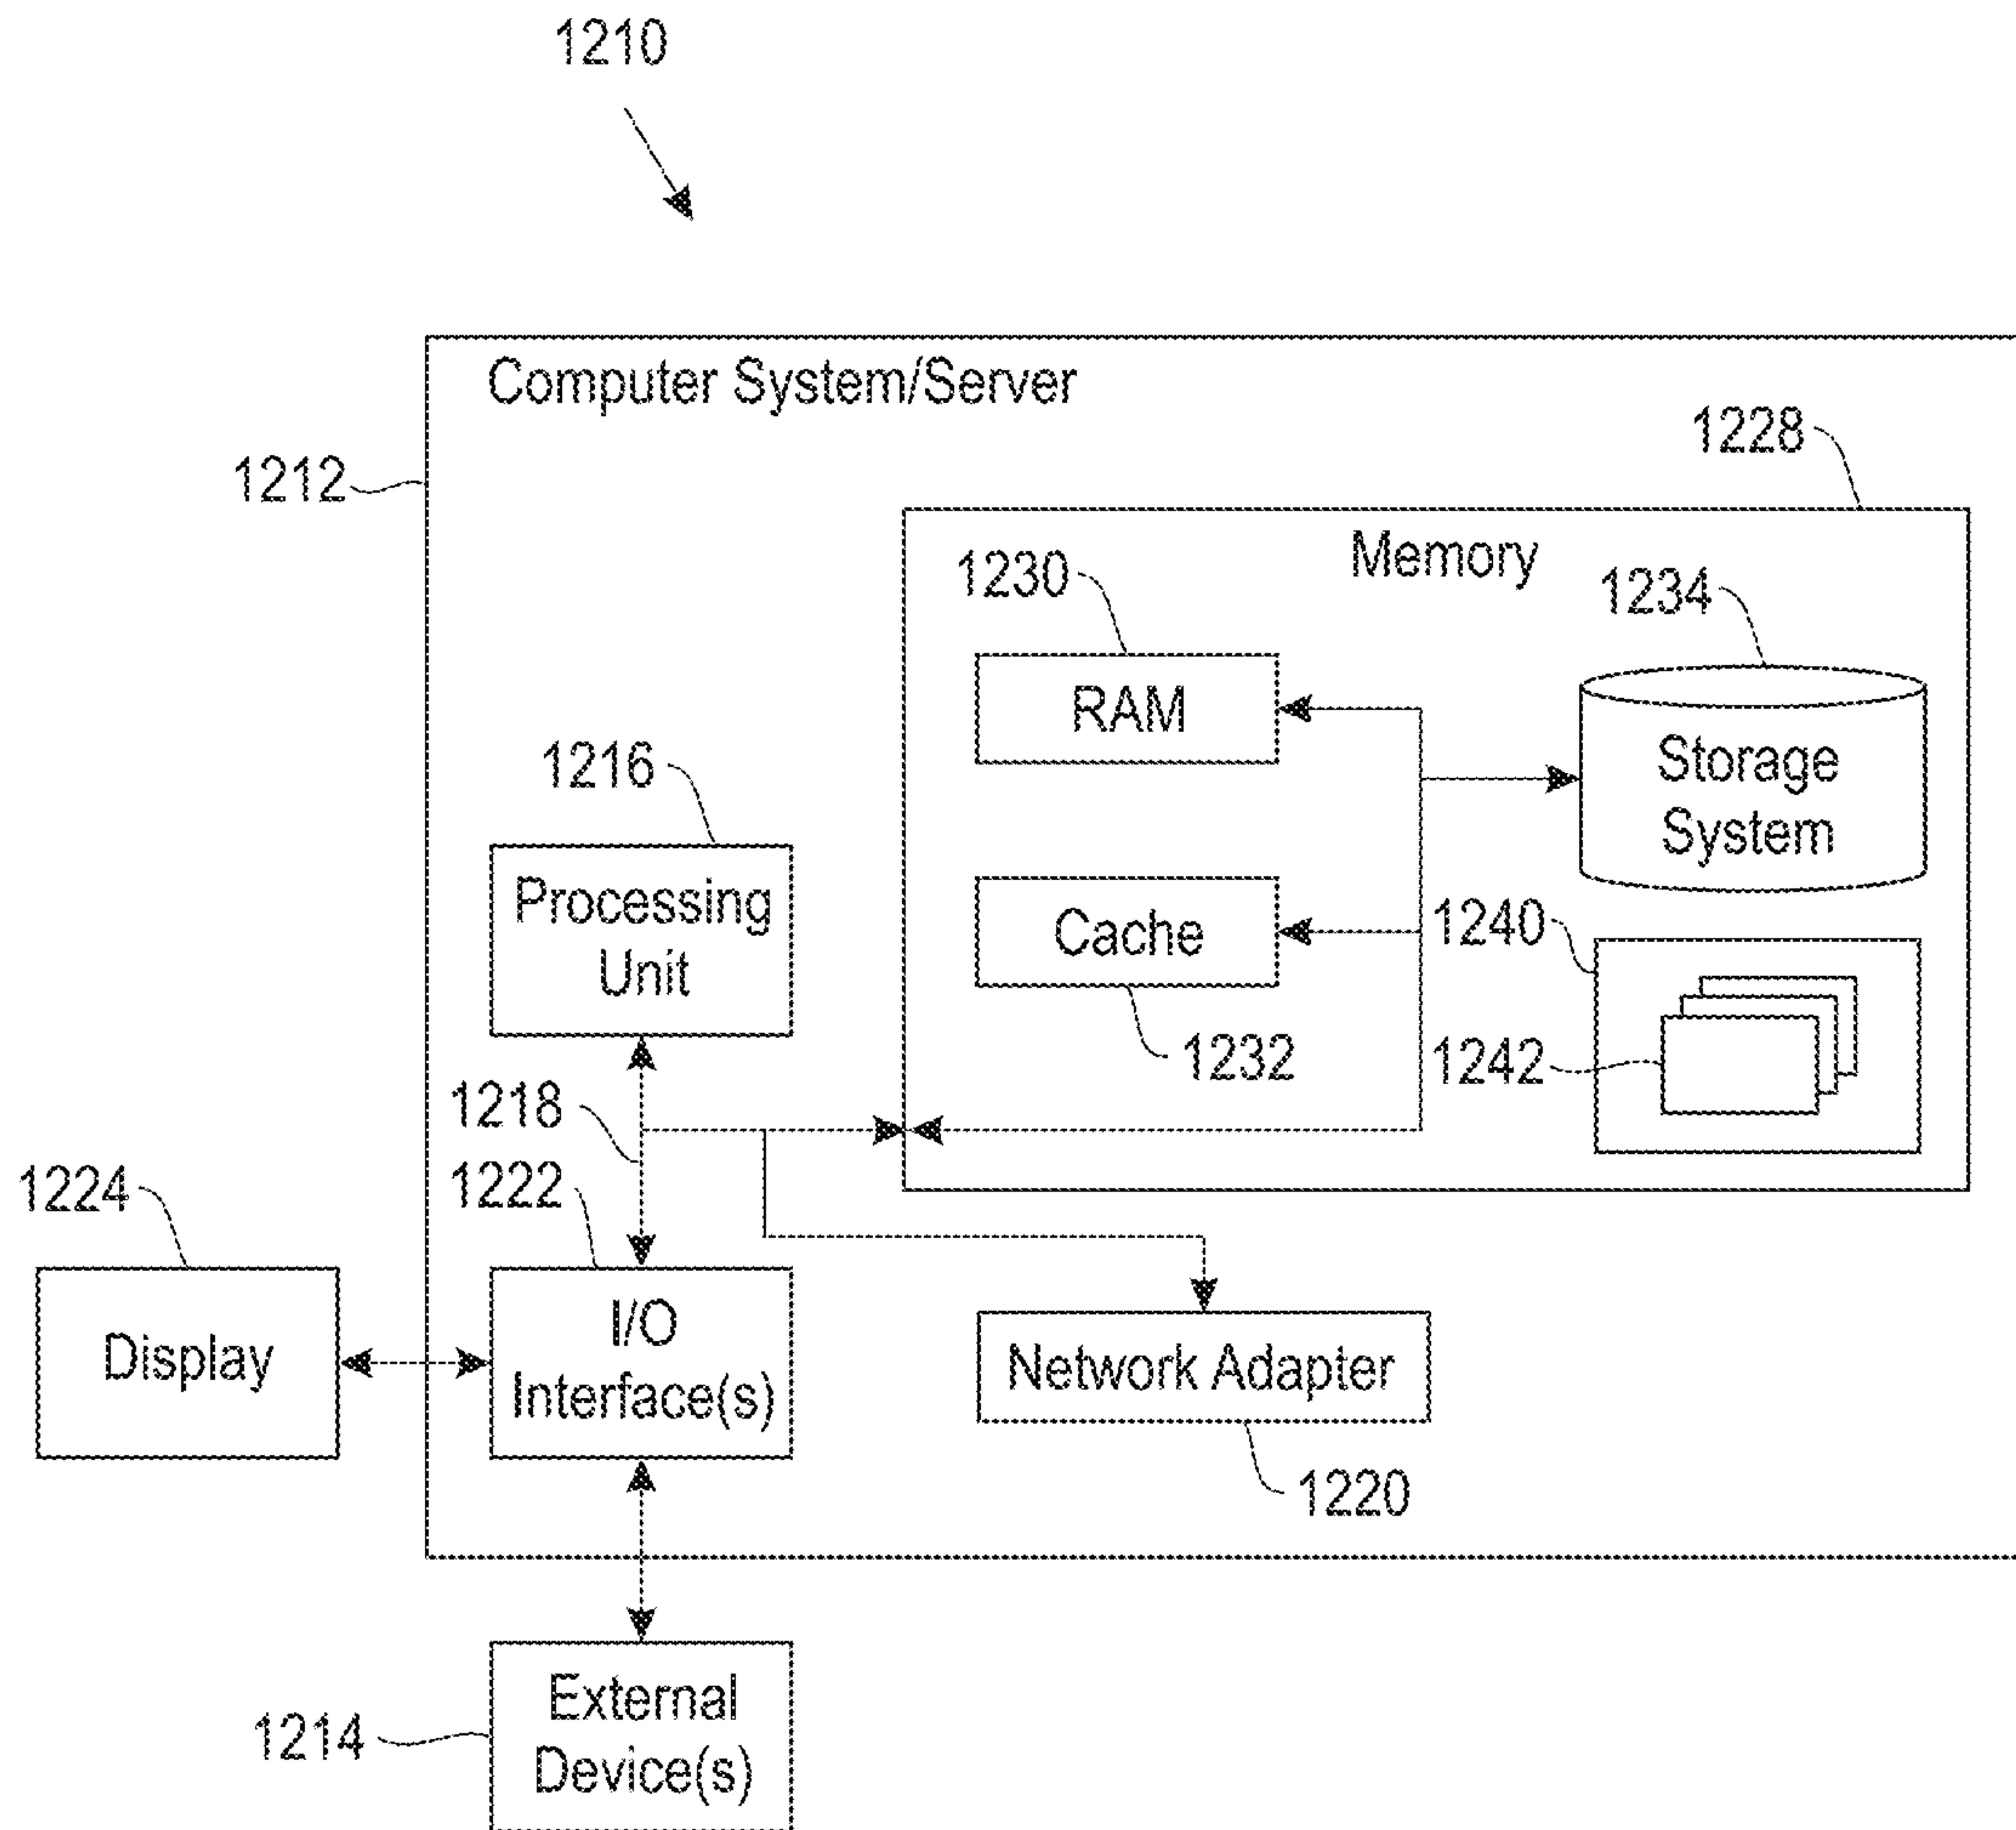 1210
Computer System/Server
1212
1228
Memory
1230
1234
RAM
Storage
System
1216
Processing
Unit
Cache
1240
1232
1242
1218
1222
1224
I/O
Interface(s)
Display
Network Adapter
1220
External
Device(s)
1214